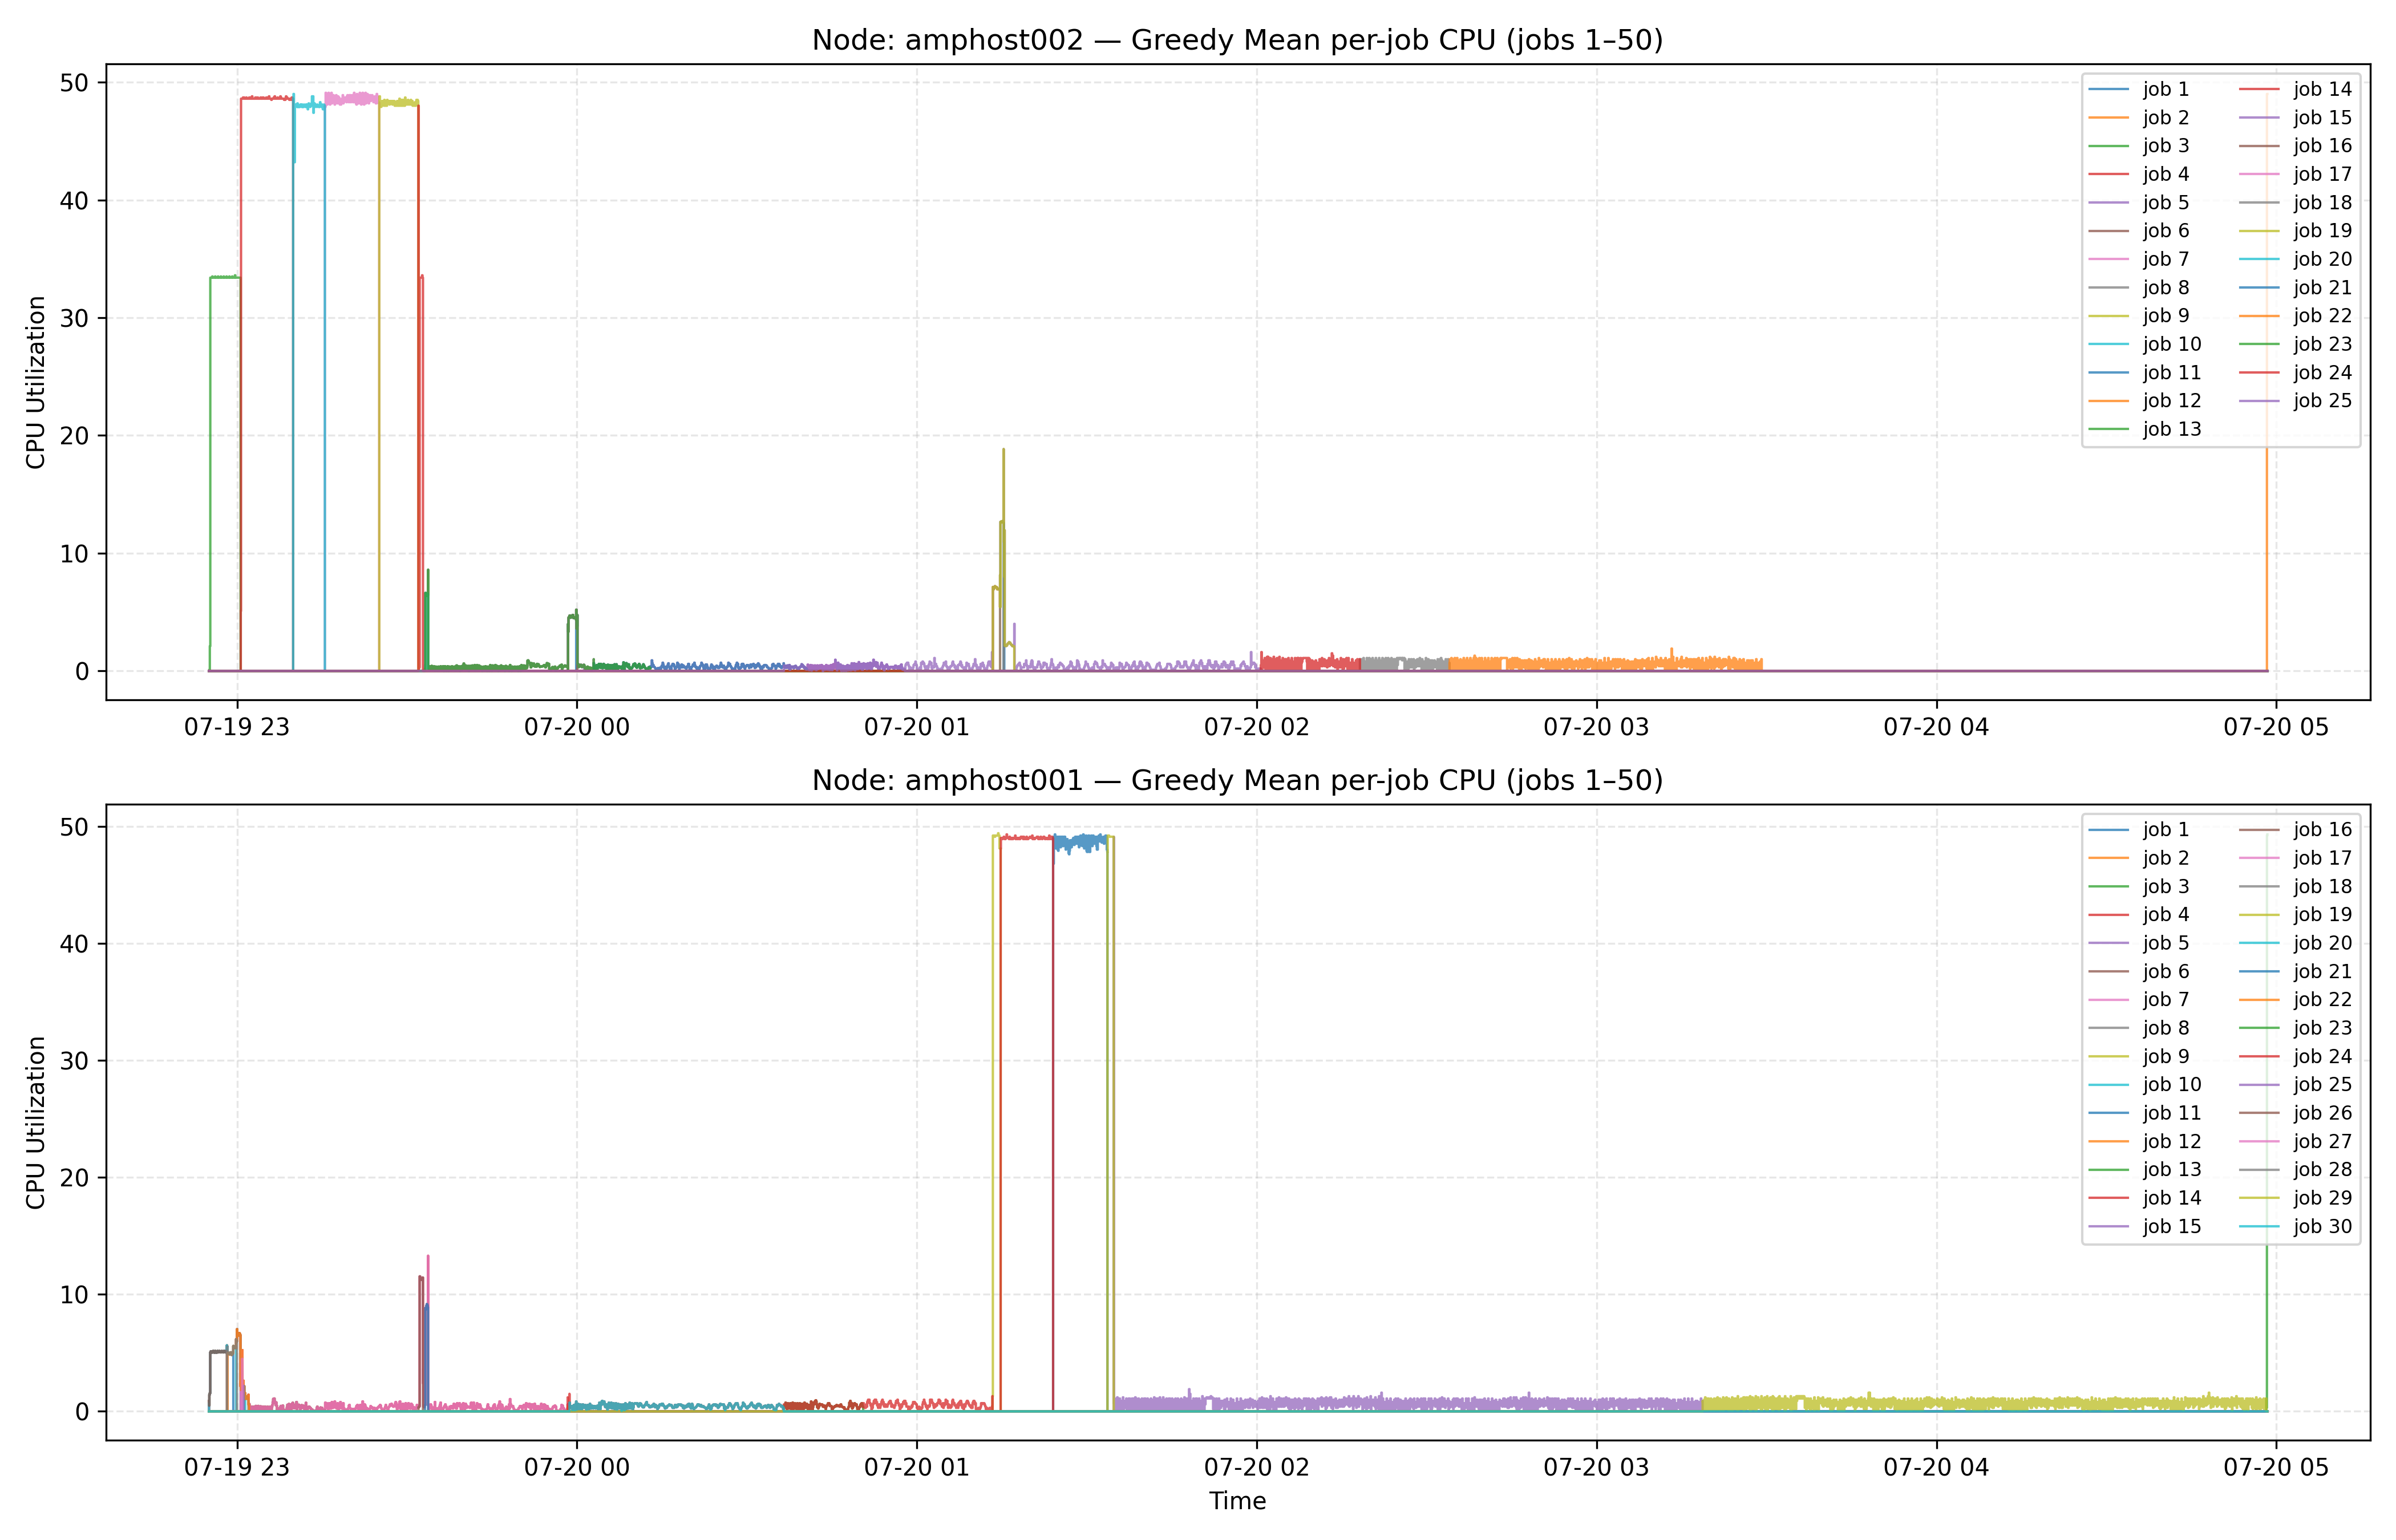 Node: amphost002 — Greedy Mean per-job CPU (jobs 1–50)
CPU Utilization
50
40
30
20
10
0
07-19 23
07-20 00
07-20 01
07-20 02
07-20 03
07-20 04
07-20 05
job 1
job 2
job 3
job 4
job 5
job 6
job 7
job 8
job 9
job 10
job 11
job 12
job 13
job 14
job 15
job 16
job 17
job 18
job 19
job 20
job 21
job 22
job 23
job 24
job 25
Node: amphost001 — Greedy Mean per-job CPU (jobs 1–50)
CPU Utilization
50
40
30
20
10
0
07-19 23
07-20 00
07-20 01
07-20 02
07-20 03
07-20 04
07-20 05
Time
job 1
job 2
job 3
job 4
job 5
job 6
job 7
job 8
job 9
job 10
job 11
job 12
job 13
job 14
job 15
job 16
job 17
job 18
job 19
job 20
job 21
job 22
job 23
job 24
job 25
job 26
job 27
job 28
job 29
job 30